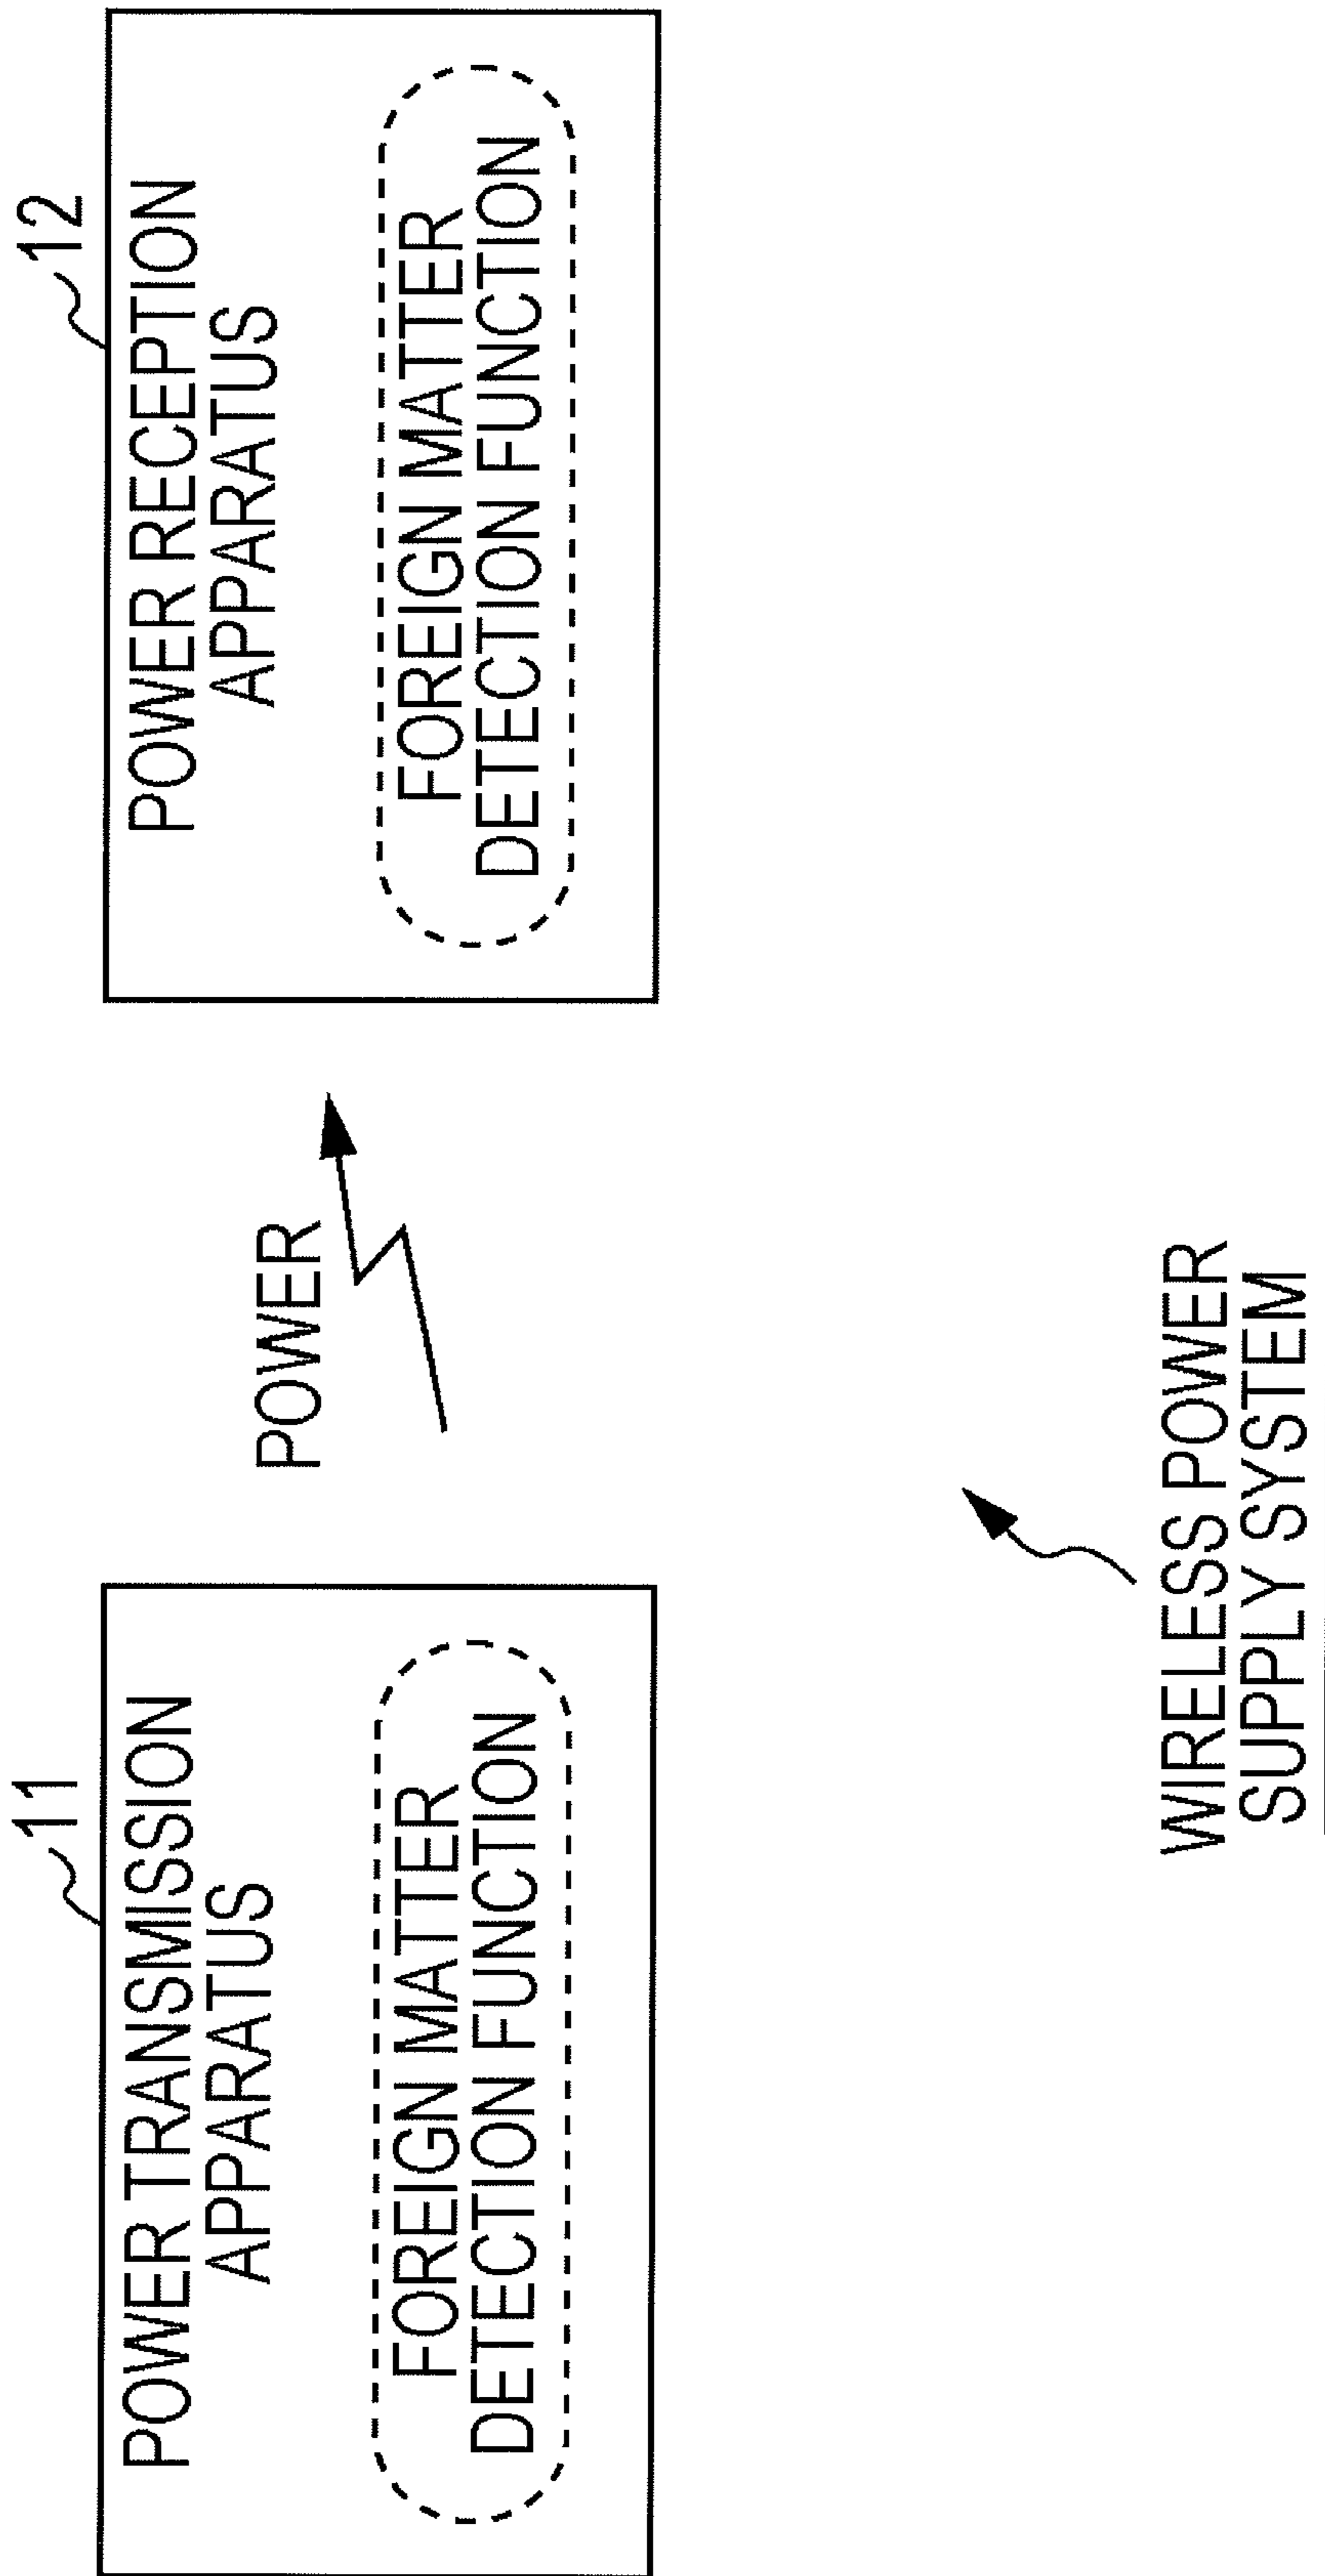 11
POWER TRANSMISSION
APPARATUS
FOREIGN MATTER
DETECTION FUNCTION
POWER
12
POWER RECEPTION
APPARATUS
FOREIGN MATTER
DETECTION FUNCTION
WIRELESS POWER
SUPPLY SYSTEM